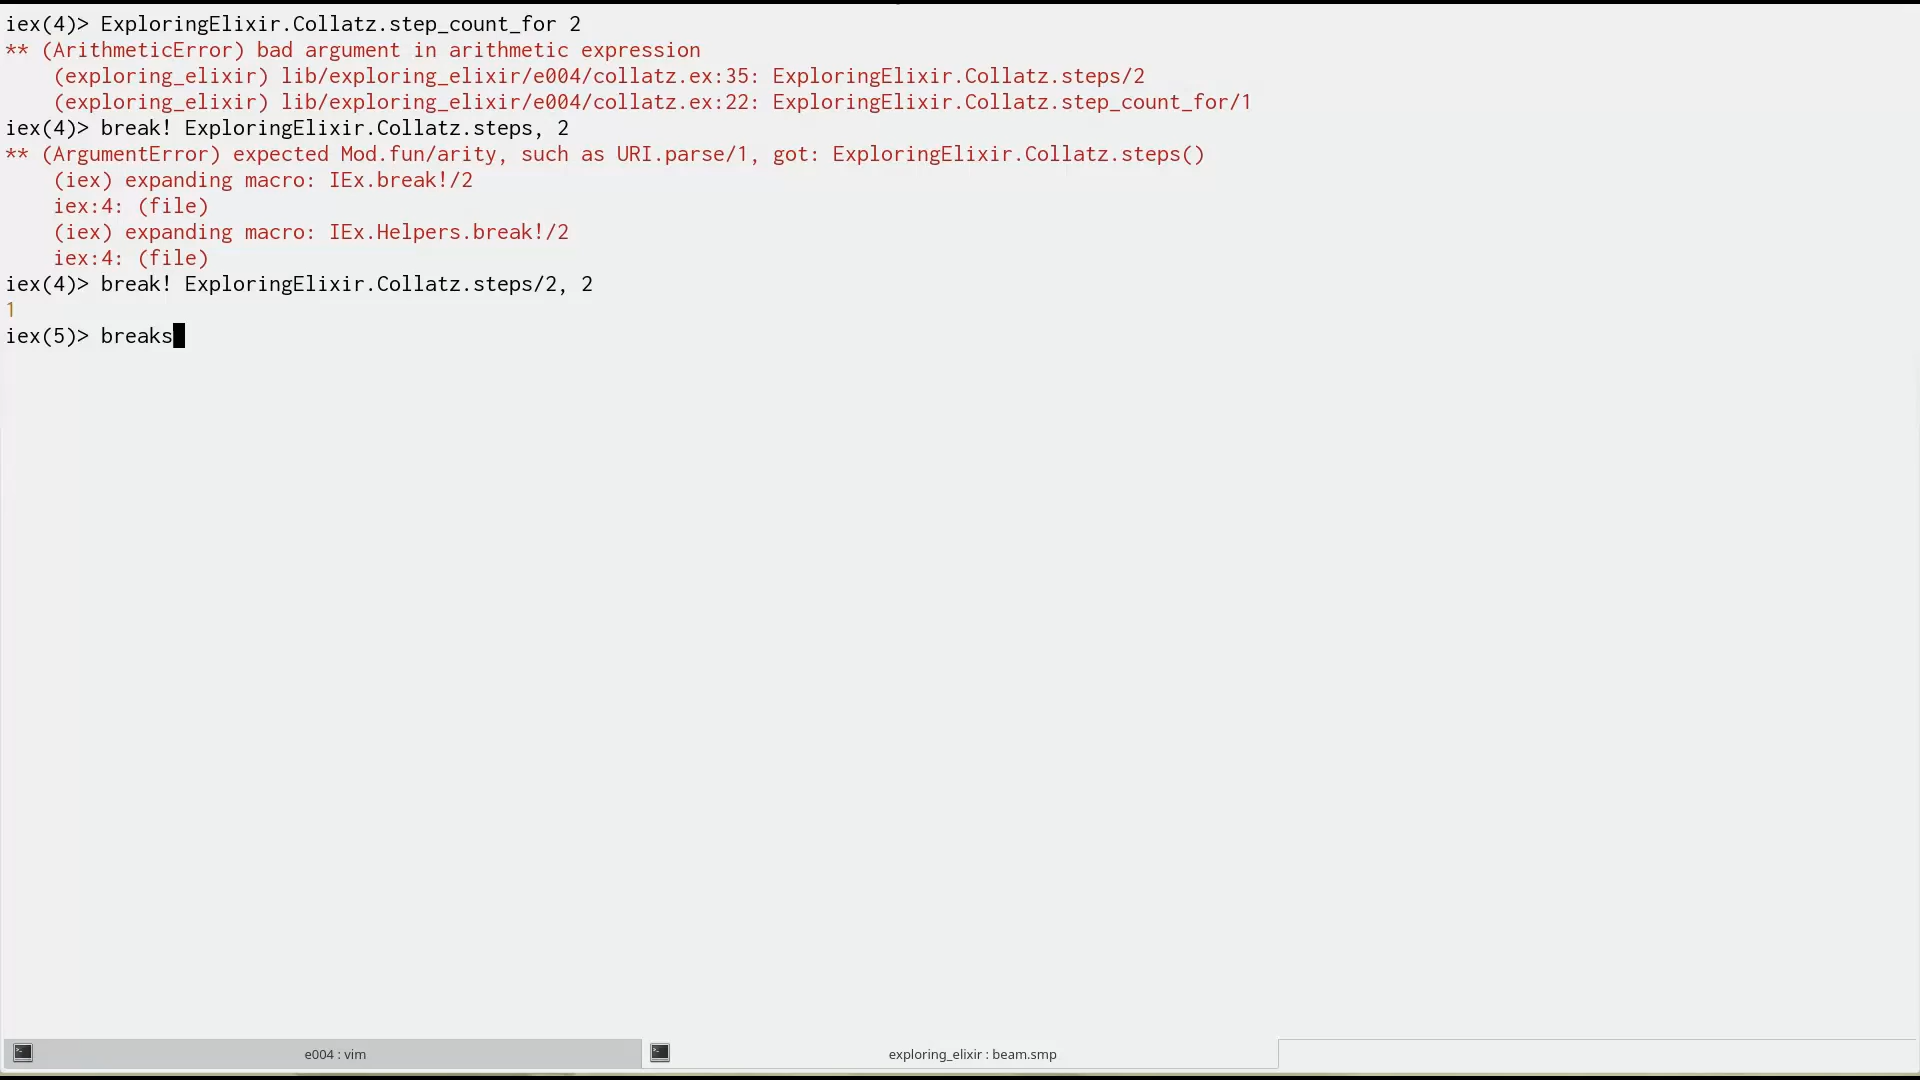 iex(4)> ExploringElixir.Collatz.step_count_for 2
** (ArithmeticError) bad argument in arithmetic expression
    (exploring_elixir) lib/exploring_elixir/e004/collatz.ex:35: ExploringElixir.Collatz.steps/2
    (exploring_elixir) lib/exploring_elixir/e004/collatz.ex:22: ExploringElixir.Collatz.step_count_for/1
iex(4)> break! ExploringElixir.Collatz.steps, 2
** (ArgumentError) expected Mod.fun/arity, such as URI.parse/1, got: ExploringElixir.Collatz.steps()
    (iex) expanding macro: IEx.break!/2
    iex:4: (file)
    (iex) expanding macro: IEx.Helpers.break!/2
    iex:4: (file)
iex(4)> break! ExploringElixir.Collatz.steps/2, 2
1
iex(5)> breaks
e004 : vim
exploring_elixir : beam.smp